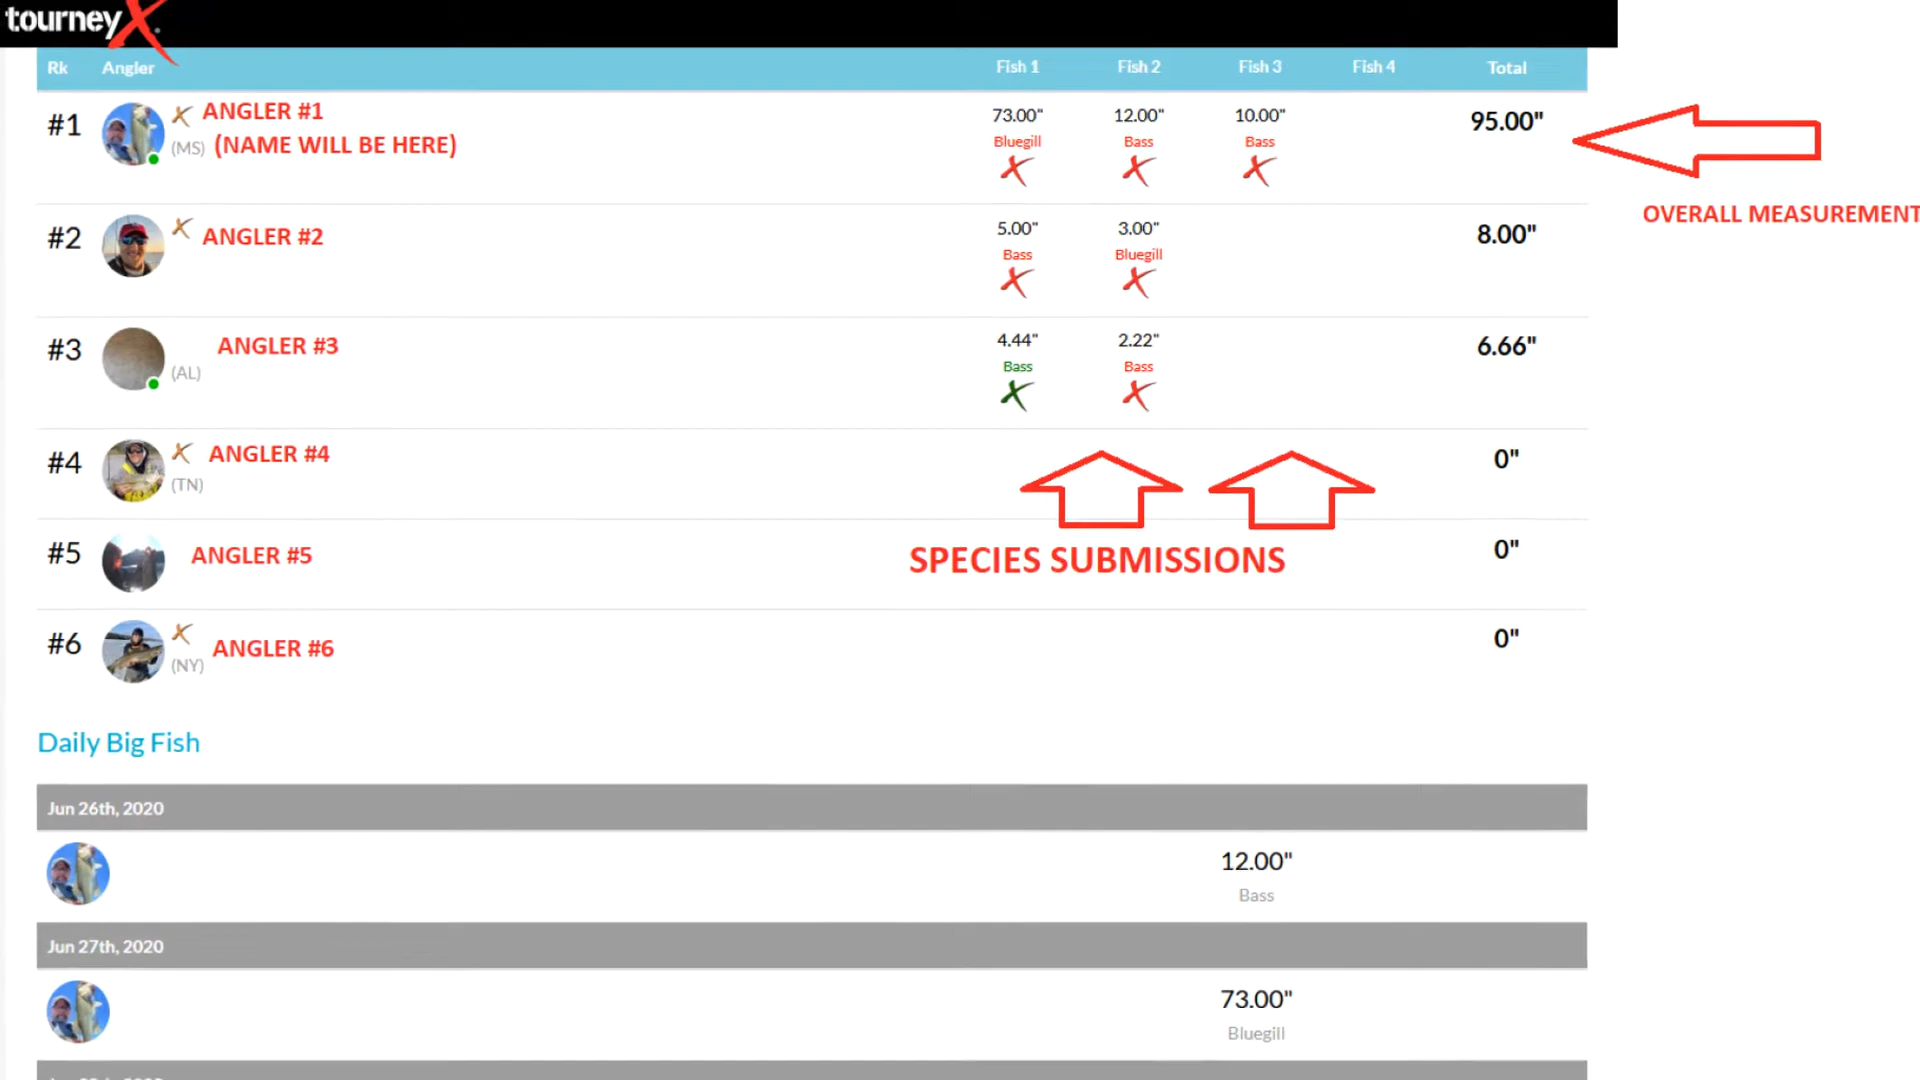 tourneyX
Rk Angler Fish 1 Fish 2 Fish 3 Fish 4 Total
#1 ANGLER #1 73.00" 12.00" 10.00" 95.00"
(MS) (NAME WILL BE HERE) Bluegill Bass Bass
OVERALL MEASUREMENT
#2 ANGLER #2 5.00" 3.00" 8.00"
Bass Bluegill
#3 ANGLER #3 4.44" 2.22" 6.66"
(AL) Bass Bass
#4 ANGLER #4 0"
(TN)
#5 ANGLER #5 0"
SPECIES SUBMISSIONS
#6 ANGLER #6 0"
(NY)
Daily Big Fish
Jun 26th, 2020
12.00"
Bass
Jun 27th, 2020
73.00"
Bluegill